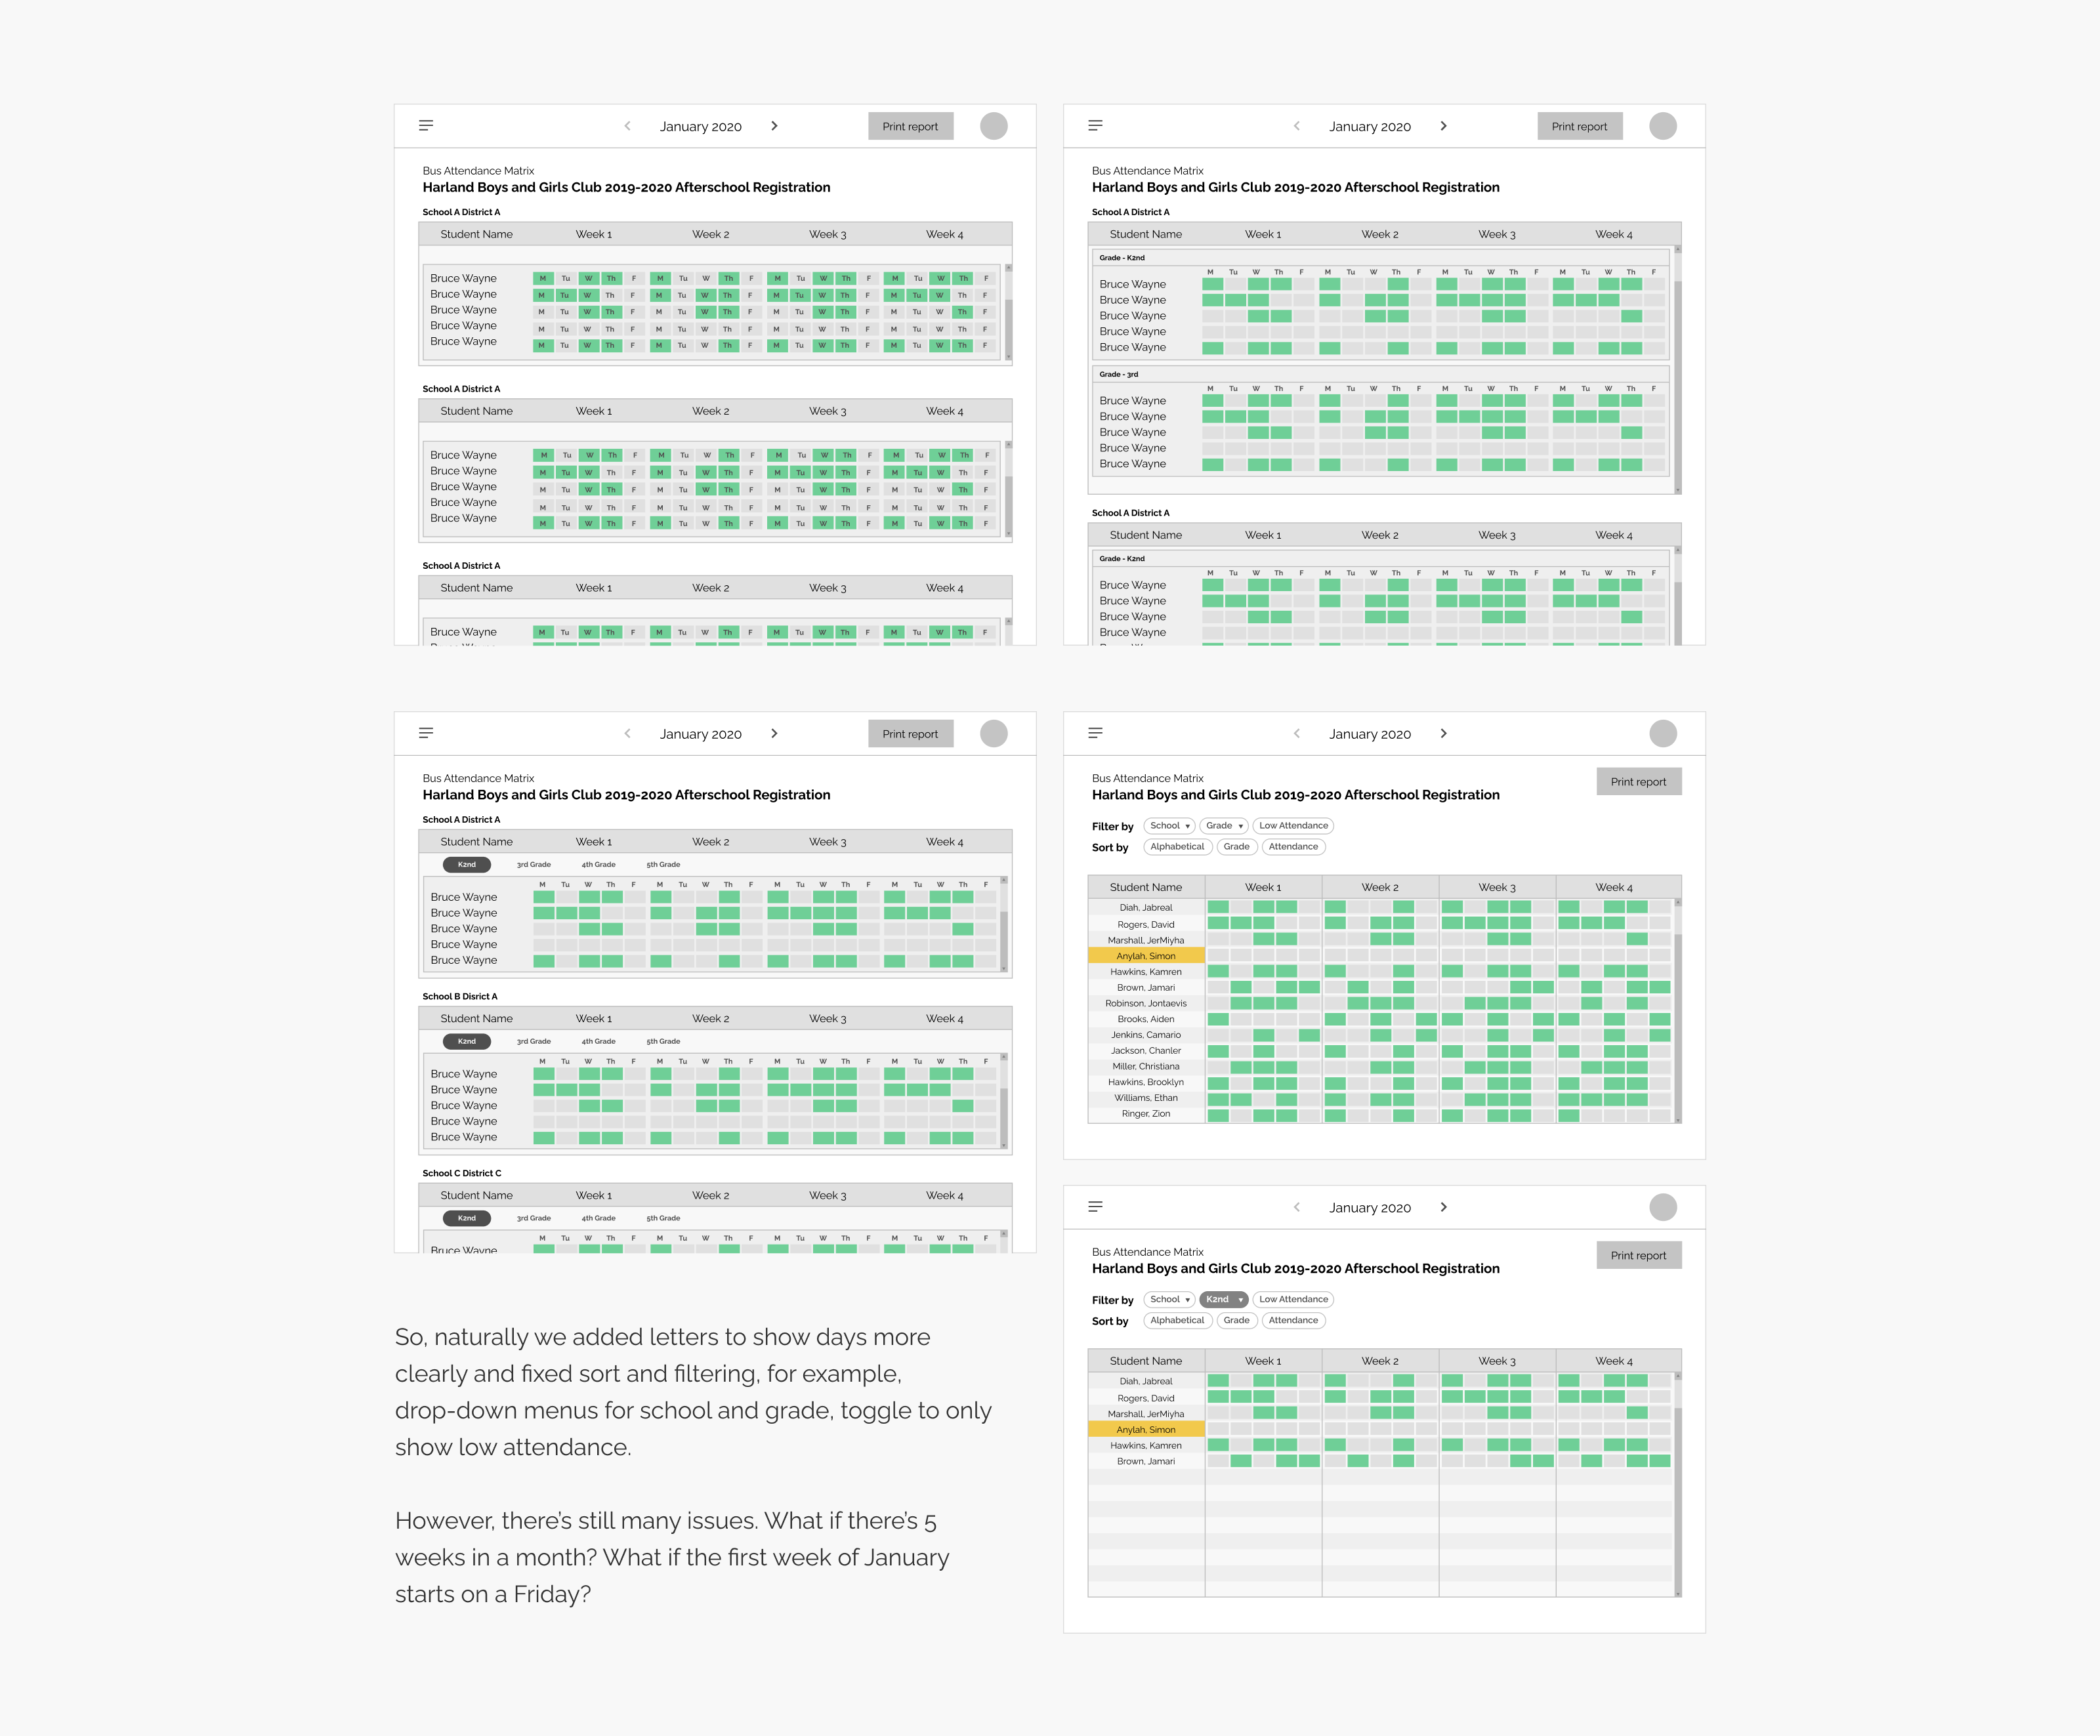 January 2020
Print report
Bus Attendance Matrix
Harland Boys and Girls Club 2019-2020 Afterschool Registration
School A District A
Student Name Week 1 Week 2 Week 3 Week 4
Bruce Wayne M Tu W Th F M Tu W Th F M Tu W Th F M Tu W Th F
Bruce Wayne M Tu W Th F M Tu W Th F M Tu W Th F M Tu W Th F
Bruce Wayne M Tu W Th F M Tu W Th F M Tu W Th F M Tu W Th F
Bruce Wayne M Tu W Th F M Tu W Th F M Tu W Th F M Tu W Th F
Bruce Wayne M Tu W Th F M Tu W Th F M Tu W Th F M Tu W Th F
School A District A
Student Name Week 1 Week 2 Week 3 Week 4
Bruce Wayne M Tu W Th F M Tu W Th F M Tu W Th F M Tu W Th F
Bruce Wayne M Tu W Th F M Tu W Th F M Tu W Th F M Tu W Th F
Bruce Wayne M Tu W Th F M Tu W Th F M Tu W Th F M Tu W Th F
Bruce Wayne M Tu W Th F M Tu W Th F M Tu W Th F M Tu W Th F
Bruce Wayne M Tu W Th F M Tu W Th F M Tu W Th F M Tu W Th F
School A District A
Student Name Week 1 Week 2 Week 3 Week 4
Bruce Wayne M Tu W Th F M Tu W Th F M Tu W Th F M Tu W Th F
January 2020
Print report
Bus Attendance Matrix
Harland Boys and Girls Club 2019-2020 Afterschool Registration
School A District A
Student Name Week 1 Week 2 Week 3 Week 4
Grade - K2nd
M Tu W Th F M Tu W Th F M Tu W Th F M Tu W Th F
Bruce Wayne
Bruce Wayne
Bruce Wayne
Bruce Wayne
Bruce Wayne
Grade - 3rd
M Tu W Th F M Tu W Th F M Tu W Th F M Tu W Th F
Bruce Wayne
Bruce Wayne
Bruce Wayne
Bruce Wayne
Bruce Wayne
School A District A
Student Name Week 1 Week 2 Week 3 Week 4
Grade - K2nd
M Tu W Th F M Tu W Th F M Tu W Th F M Tu W Th F
Bruce Wayne
Bruce Wayne
Bruce Wayne
Bruce Wayne
January 2020
Print report
Bus Attendance Matrix
Harland Boys and Girls Club 2019-2020 Afterschool Registration
School A District A
Student Name Week 1 Week 2 Week 3 Week 4
K2nd 3rd Grade 4th Grade 5th Grade
M Tu W Th F M Tu W Th F M Tu W Th F M Tu W Th F
Bruce Wayne
Bruce Wayne
Bruce Wayne
Bruce Wayne
Bruce Wayne
School B Disrict A
Student Name Week 1 Week 2 Week 3 Week 4
K2nd 3rd Grade 4th Grade 5th Grade
M Tu W Th F M Tu W Th F M Tu W Th F M Tu W Th F
Bruce Wayne
Bruce Wayne
Bruce Wayne
Bruce Wayne
Bruce Wayne
School C District C
Student Name Week 1 Week 2 Week 3 Week 4
K2nd 3rd Grade 4th Grade 5th Grade
M Tu W Th F M Tu W Th F M Tu W Th F M Tu W Th F
Bruce Wayne
January 2020
Bus Attendance Matrix
Print report
Harland Boys and Girls Club 2019-2020 Afterschool Registration
Filter by School Grade Low Attendance
Sort by Alphabetical Grade Attendance
Student Name Week 1 Week 2 Week 3 Week 4
Diah, Jabreal
Rogers, David
Marshall, JerMiyha
Anylah, Simon
Hawkins, Kamren
Brown, Jamari
Robinson, Jontaevis
Brooks, Aiden
Jenkins, Camario
Jackson, Chanler
Miller, Christiana
Hawkins, Brooklyn
Williams, Ethan
Ringer, Zion
January 2020
Bus Attendance Matrix
Print report
Harland Boys and Girls Club 2019-2020 Afterschool Registration
Filter by School K2nd Low Attendance
Sort by Alphabetical Grade Attendance
Student Name Week 1 Week 2 Week 3 Week 4
Diah, Jabreal
Rogers, David
Marshall, JerMiyha
Anylah, Simon
Hawkins, Kamren
Brown, Jamari
So, naturally we added letters to show days more
clearly and fixed sort and filtering, for example,
drop-down menus for school and grade, toggle to only
show low attendance.
However, there's still many issues. What if there's 5
weeks in a month? What if the first week of January
starts on a Friday?